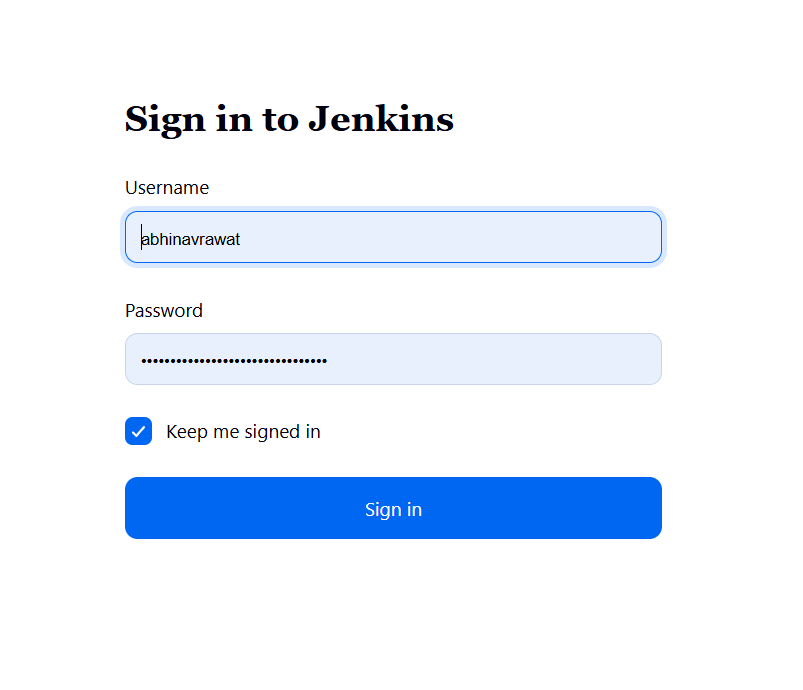 Sign in to Jenkins
Username
abhinavrawat
Password
••••••••••••••••••••••••••••••••
Keep me signed in
Sign in